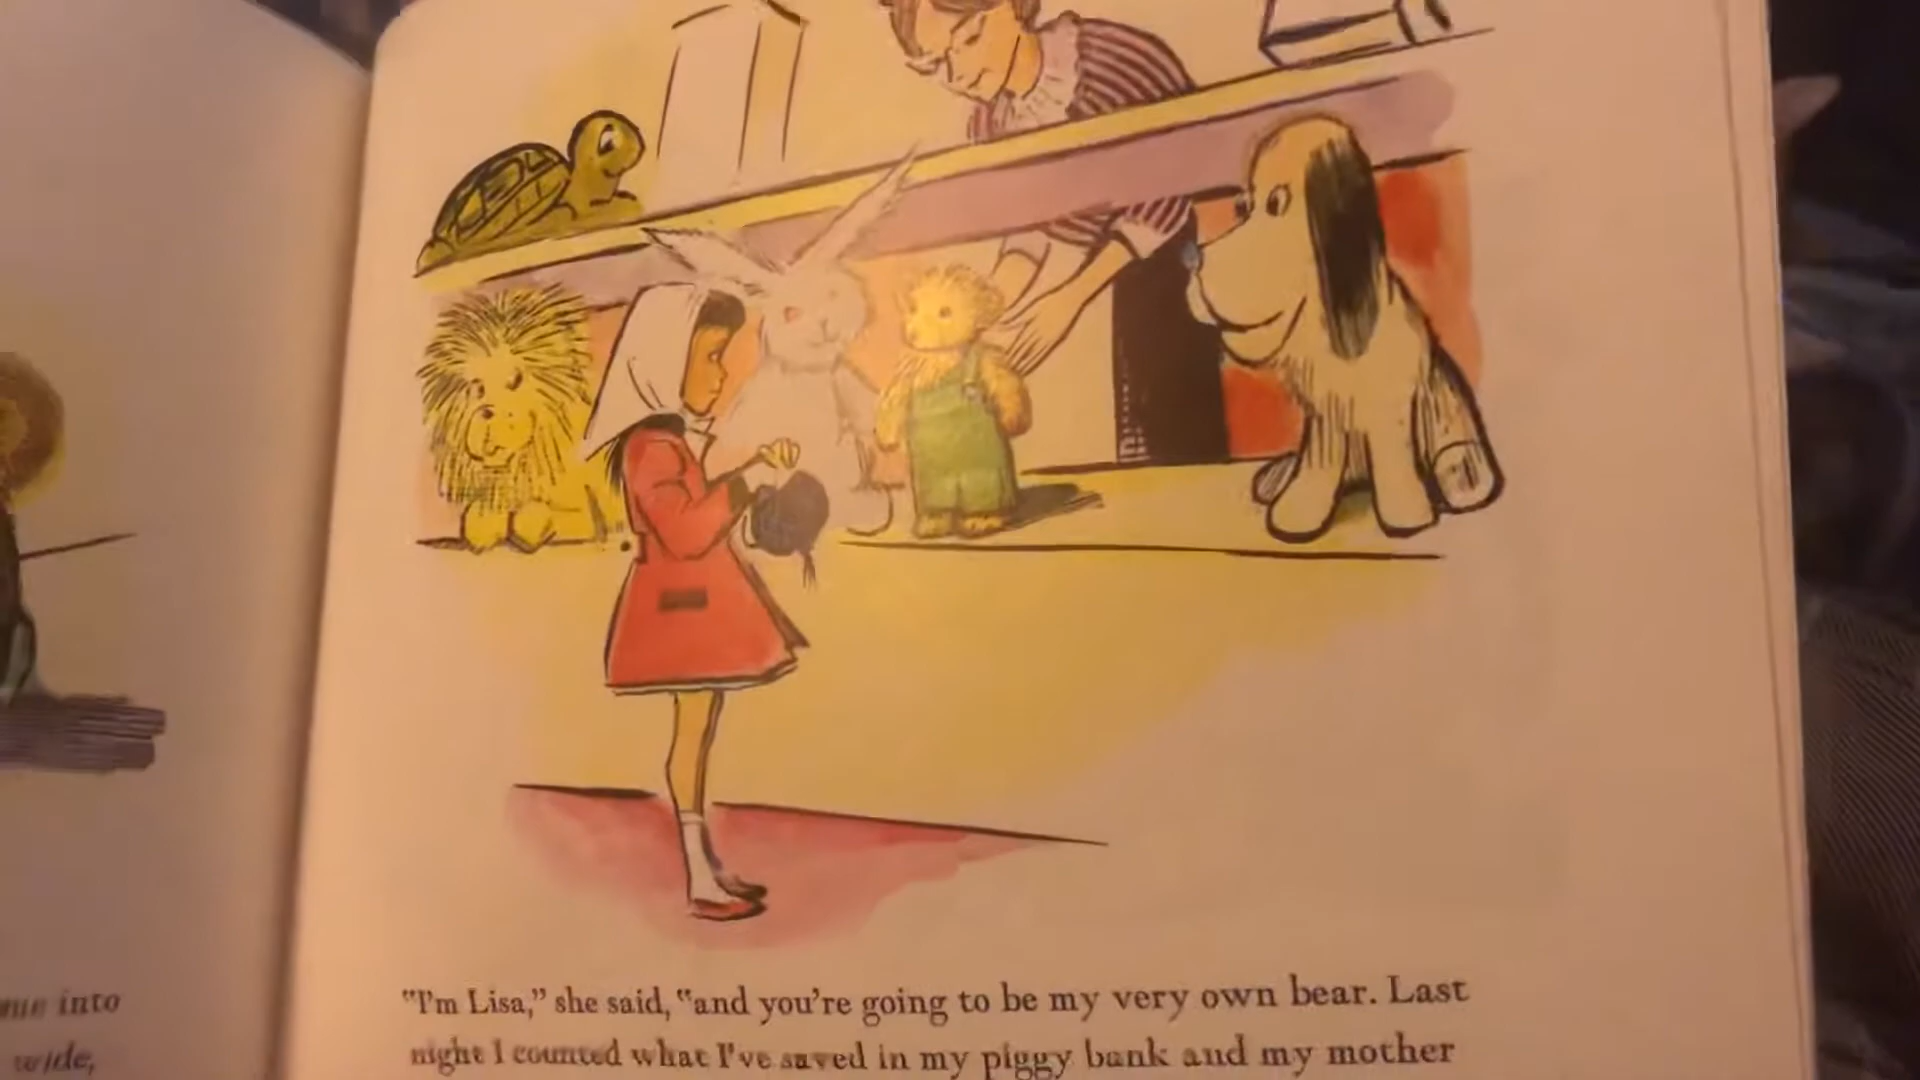 me into
wide,
"I'm Lisa," she said, "and you're going to be my very own bear. Last
night I counted what I've saved in my piggy bank and my mother